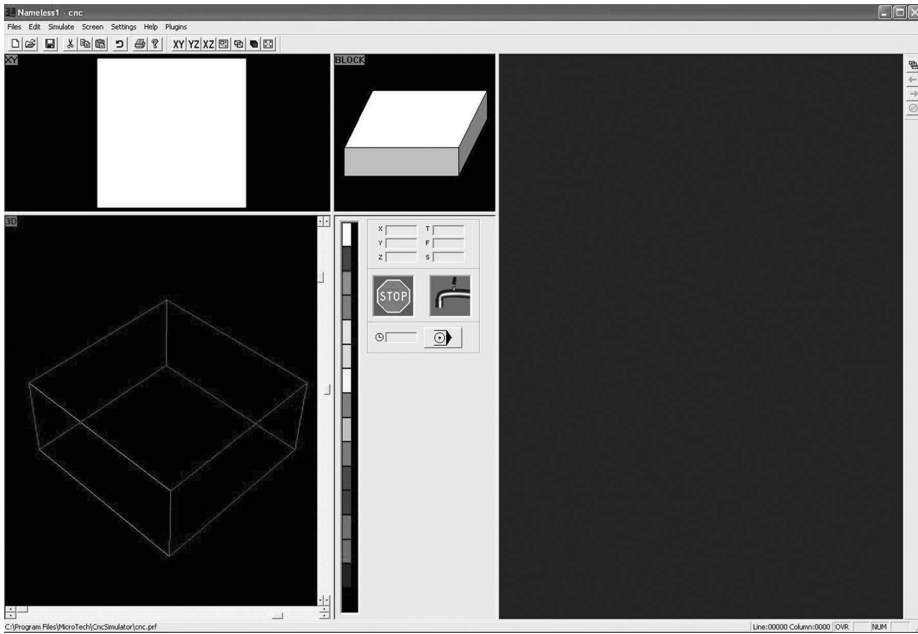 Nameless1 - cnc
Files Edit Simulate Screen Settings Help Plugins
XY YZ XZ
XY
BLOCK
3D
X T
Y F
Z S
STOP
C:\Program Files\MicroTech\CncSimulator\cnc.prf
Line:00000 Column:0000 OVR NUM